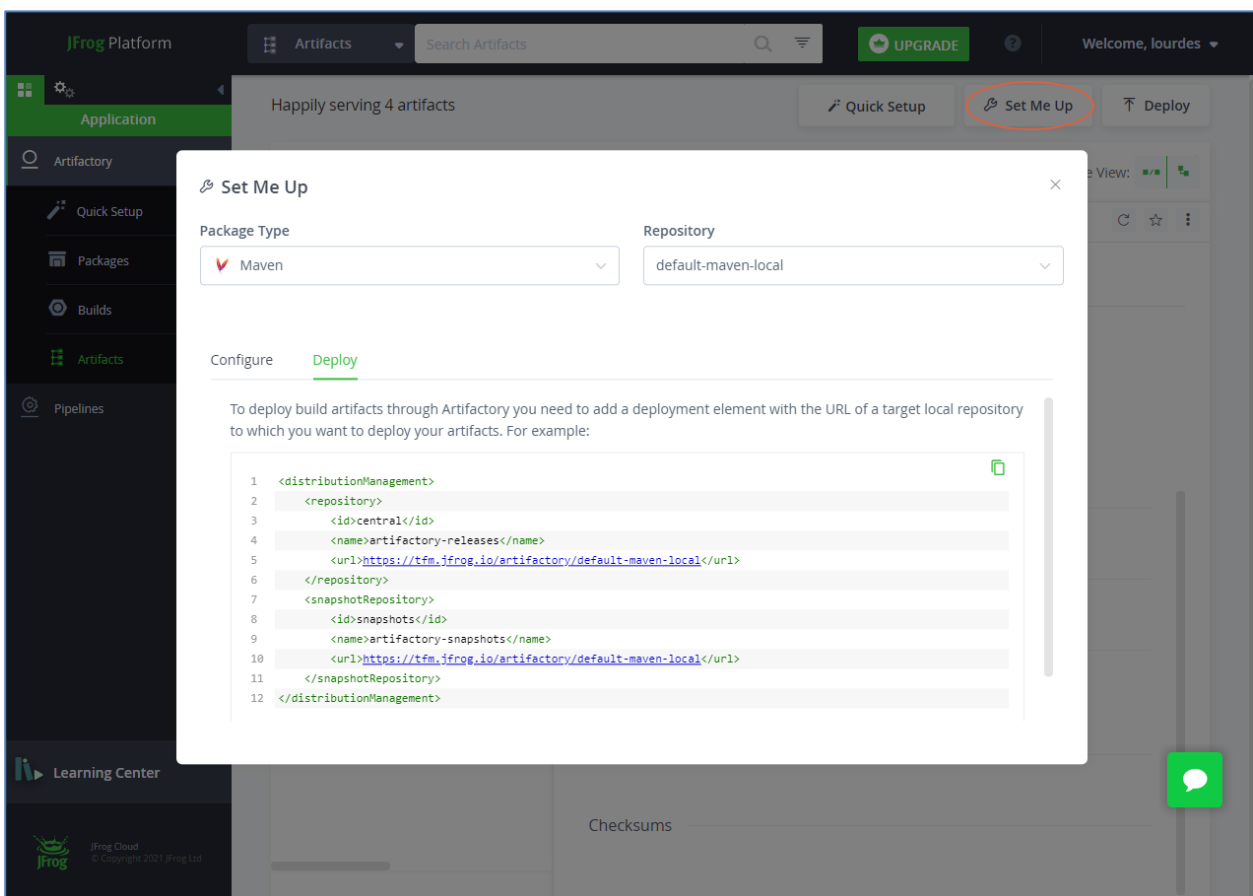 JFrog Platform
Artifacts
Search Artifacts
UPGRADE
?
Welcome, lourdes
Application
Happily serving 4 artifacts
Quick Setup
Set Me Up
Deploy
Artifactory
Quick Setup
Packages
Builds
Artifacts
Pipelines
e View:
Set Me Up
Package Type
Repository
Maven
default-maven-local
Configure
Deploy
To deploy build artifacts through Artifactory you need to add a deployment element with the URL of a target local repository
to which you want to deploy your artifacts. For example:
1 <distributionManagement>
2 <repository>
3 <id>central</id>
4 <name>artifactory-releases</name>
5 <url>https://tfm.jfrog.io/artifactory/default-maven-local</url>
6 </repository>
7 <snapshotRepository>
8 <id>snapshots</id>
9 <name>artifactory-snapshots</name>
10 <url>https://tfm.jfrog.io/artifactory/default-maven-local</url>
11 </snapshotRepository>
12 </distributionManagement>
Learning Center
Checksums
JFrog
JFrog Cloud
© Copyright 2021 JFrog Ltd